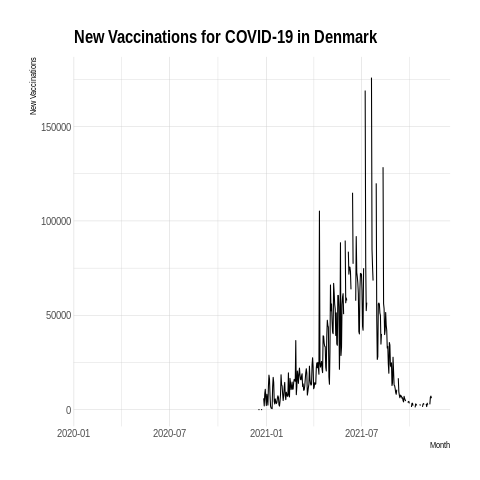 New Vaccinations for COVID-19 in Denmark
New Vaccinations
150000
100000
50000
0
2020-01
2020-07
2021-01
2021-07
Month